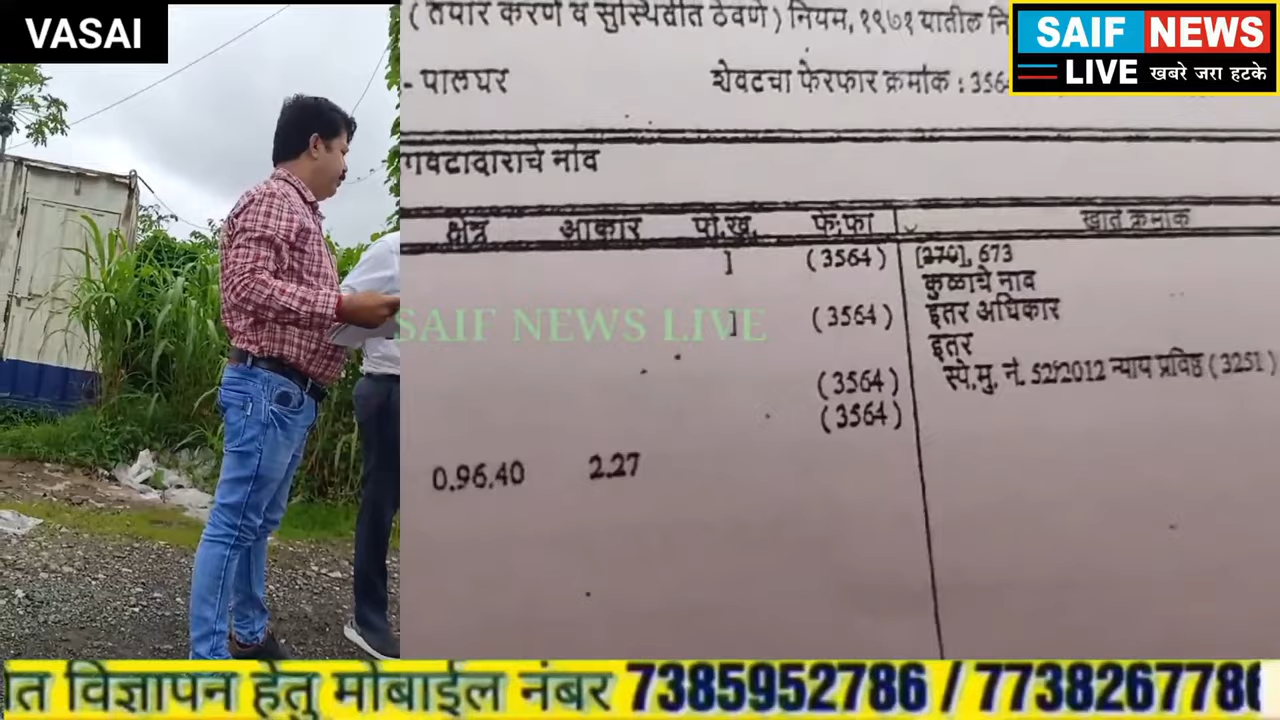 VASAI
SAIF NEWS
LIVE खबरे जरा हटके
( तयार करणे व सुस्थितीत ठेवणे ) नियम, १९७१ यातील
- पालघर शेवटचा फेरफार क्रमांक : 356
गवटादाराचे नांव
क्षेत्र आकार पो.ख. फे.फा खाते क्रमांक
] (3564) [270], 673
कुळाचे नाव
] (3564) इतर अधिकार
इतर
(3564) स्पे.मु. नं. 52/2012 न्याय प्रविष्ठ (3251)
(3564)
0.96.40 2.27
SAIF NEWS LIVE
त विज्ञापन हेतु मोबाईल नंबर 7385952786 / 773826778